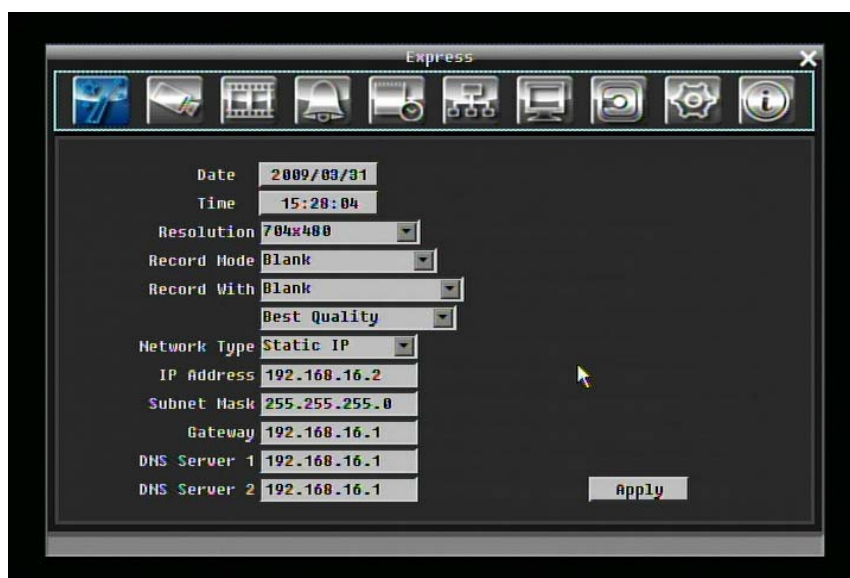 Express
Date 2009/03/31
Time 15:28:04
Resolution 704x480
Record Mode Blank
Record With Blank
Best Quality
Network Type Static IP
IP Address 192.168.16.2
Subnet Mask 255.255.255.0
Gateway 192.168.16.1
DNS Server 1 192.168.16.1
DNS Server 2 192.168.16.1
Apply